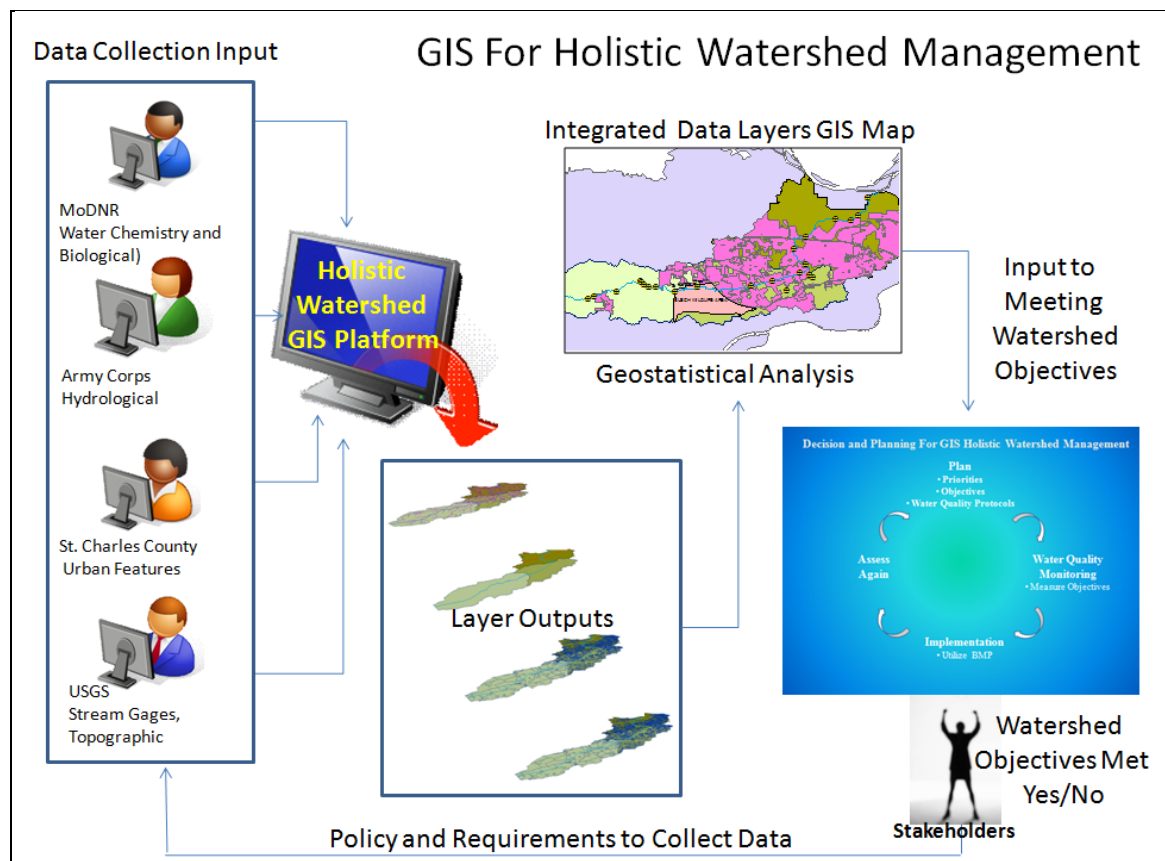 GIS For Holistic Watershed Management
Data Collection Input
MoDNR
Water Chemistry and
Biological)
Army Corps
Hydrological
St. Charles County
Urban Features
USGS
Stream Gages,
Topographic
Holistic
Watershed
GIS Platform
Layer Outputs
Integrated Data Layers GIS Map
Geostatistical Analysis
Input to
Meeting
Watershed
Objectives
Decision and Planning For GIS Holistic Watershed Management
Plan
• Priorities
• Objectives
• Water Quality Protocols
Assess
Again
Water Quality
Monitoring
• Measure Objectives
Implementation
• Utilize BMP
Watershed
Objectives Met
Yes/No
Stakeholders
Policy and Requirements to Collect Data